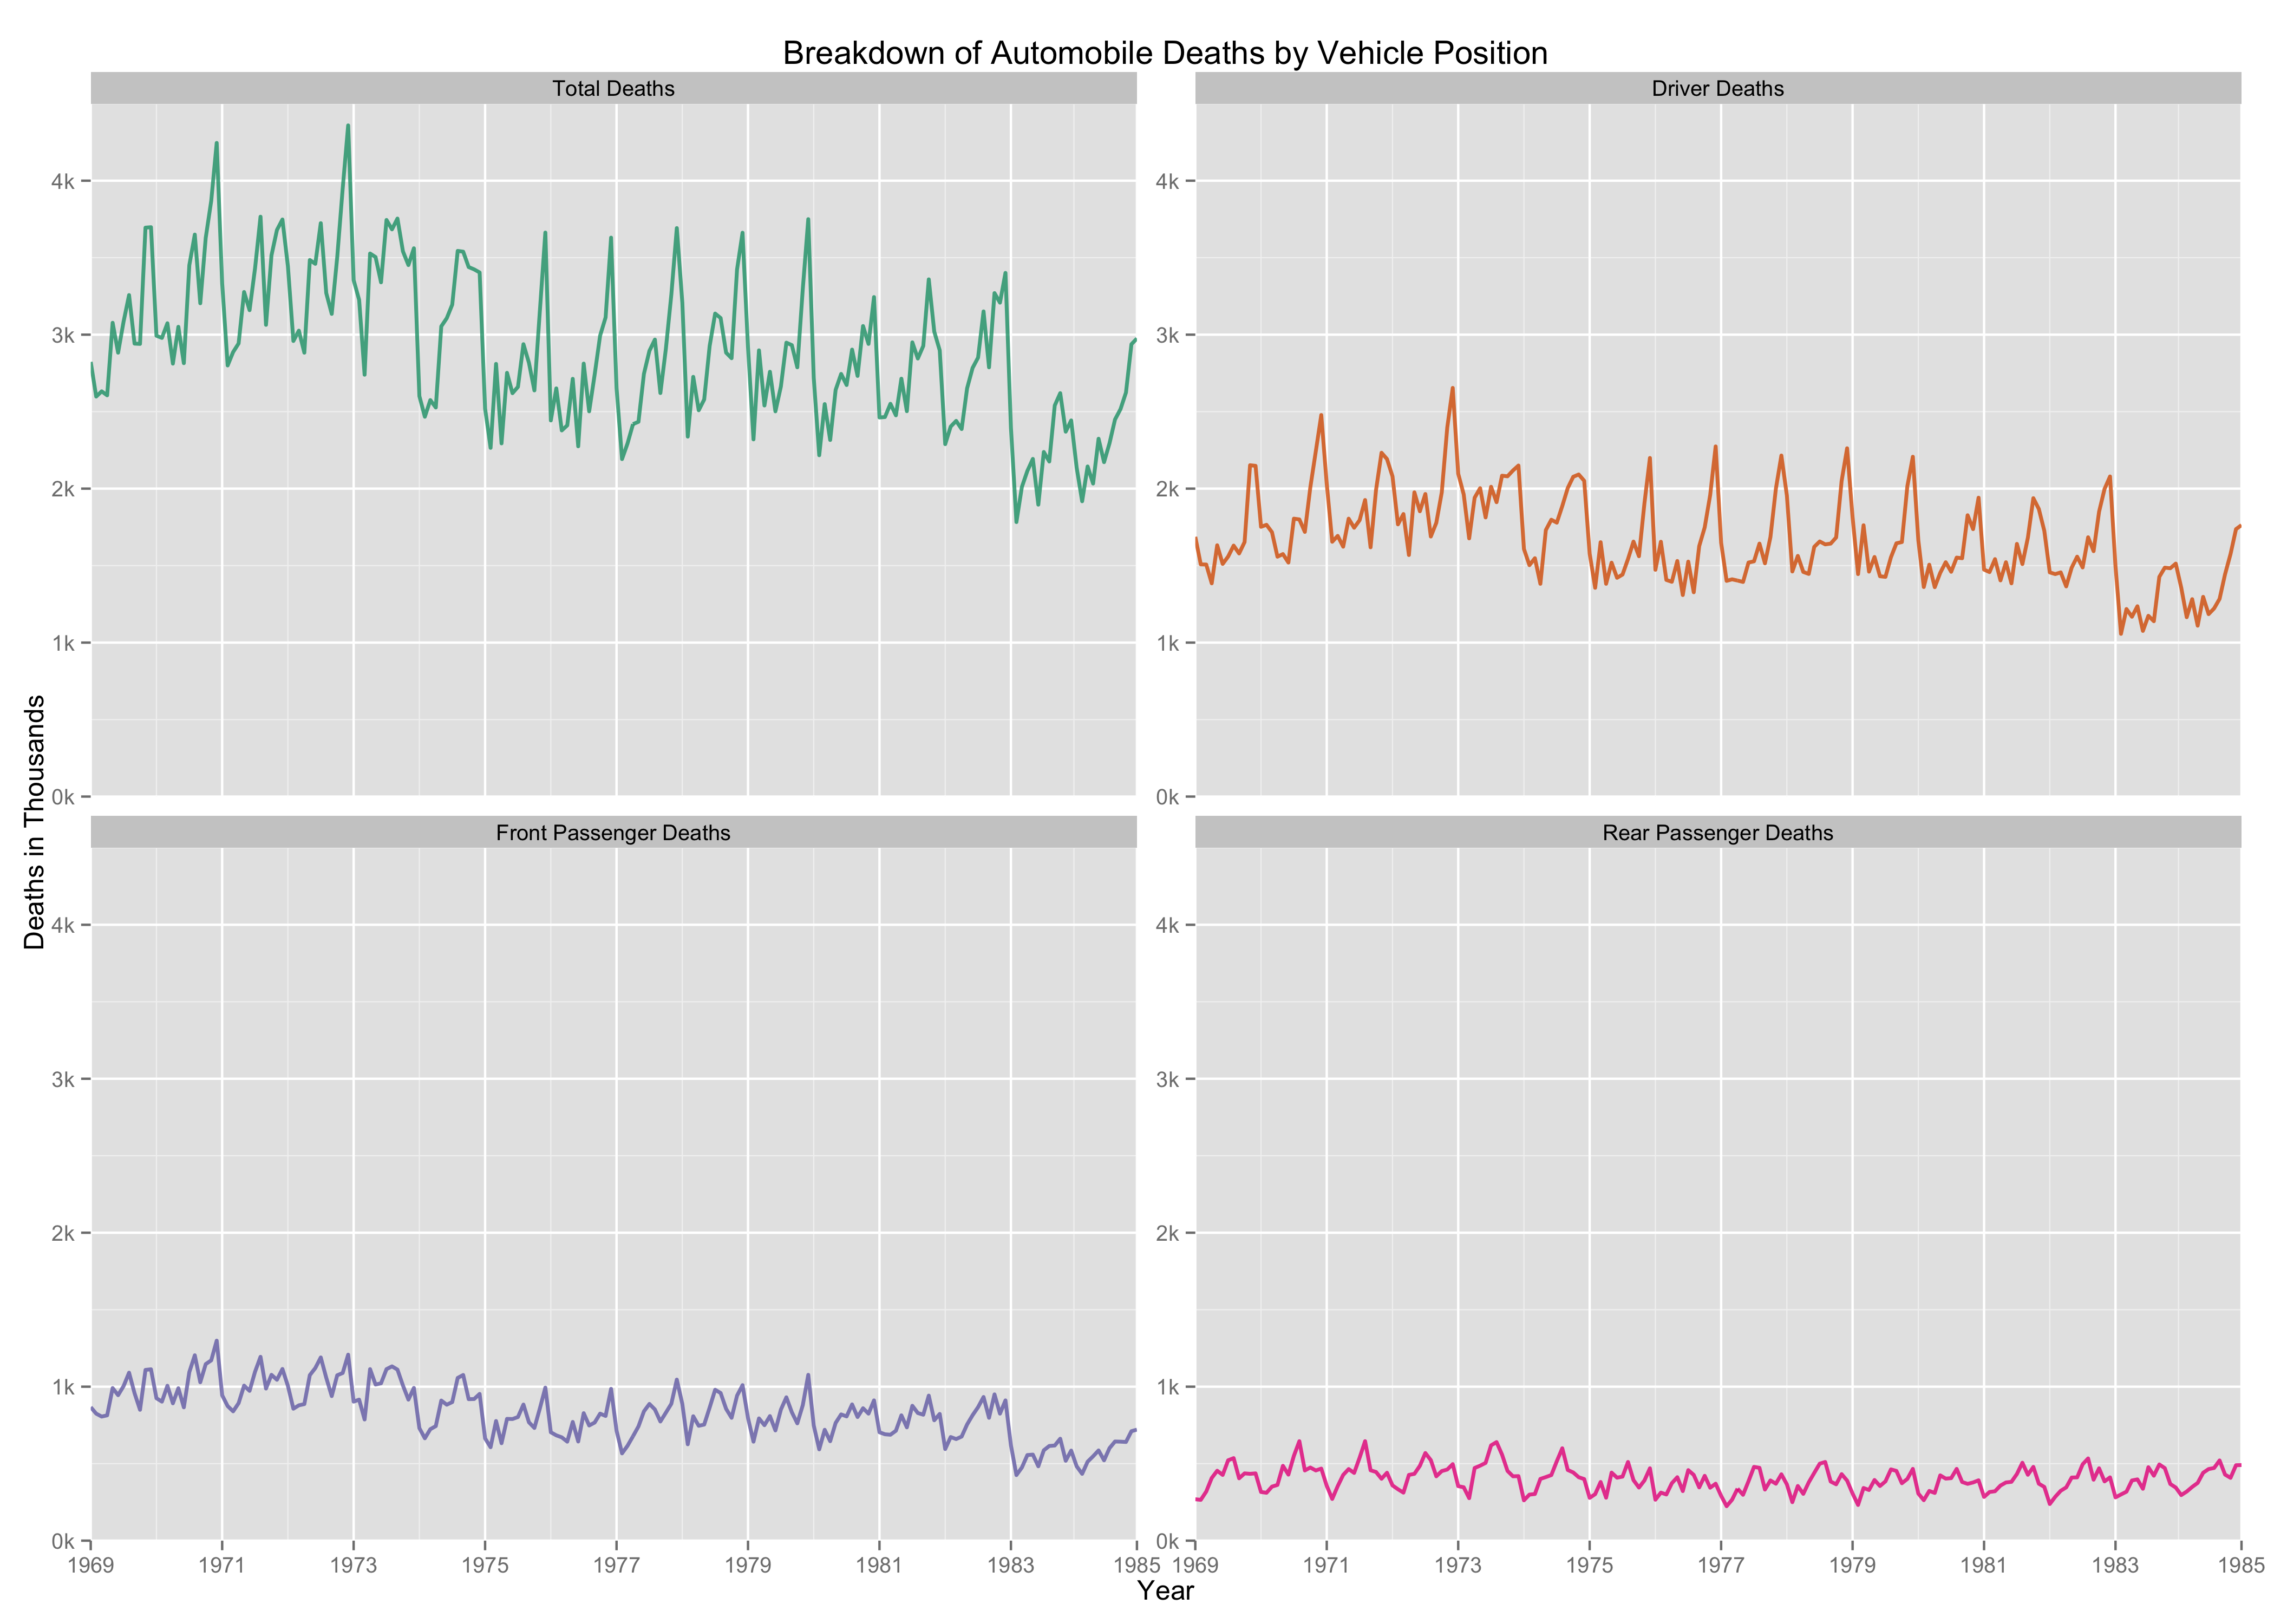 Breakdown of Automobile Deaths by Vehicle Position
Total Deaths
Driver Deaths
4k
3k
2k
1k
0k
4k
3k
2k
1k
0k
Deaths in Thousands
Front Passenger Deaths
Rear Passenger Deaths
4k
3k
2k
1k
0k
4k
3k
2k
1k
0k
1969 1971 1973 1975 1977 1979 1981 1983 1985
1969 1971 1973 1975 1977 1979 1981 1983 1985
Year